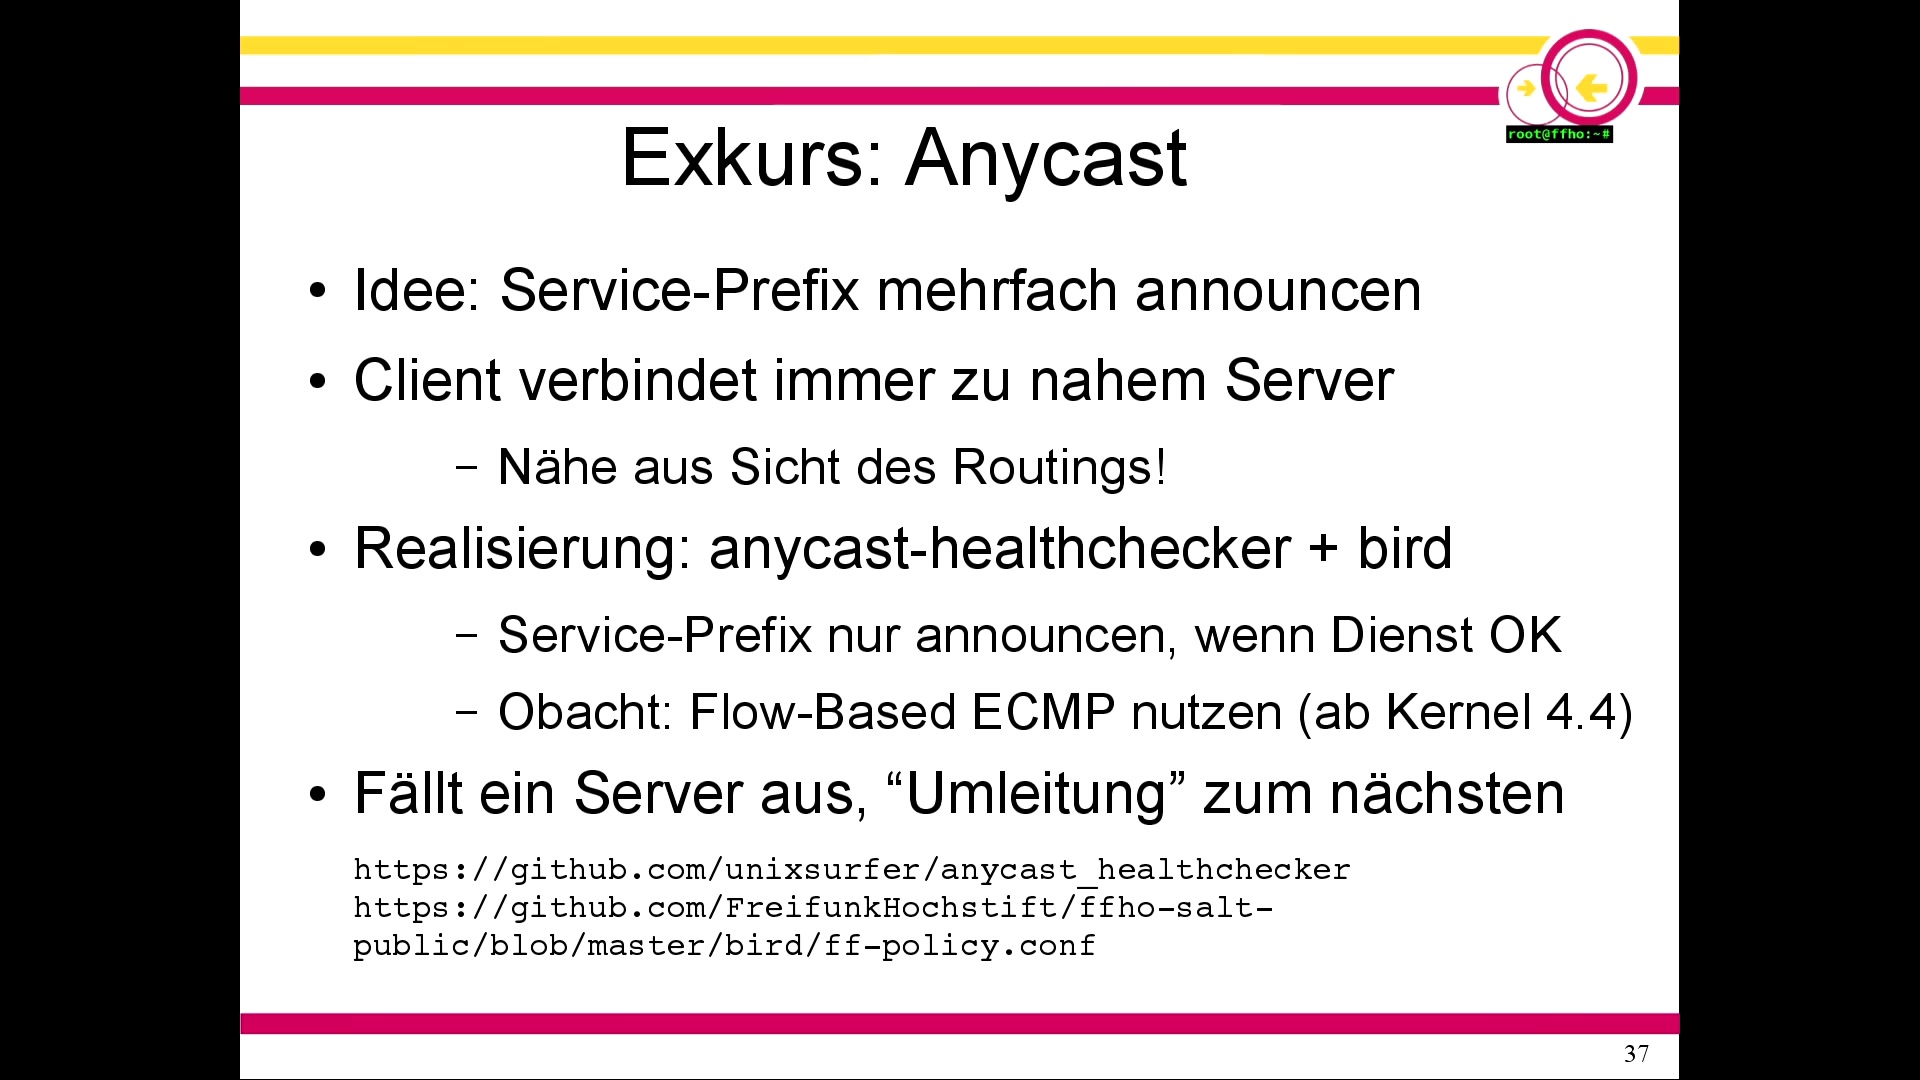 root@ffho:~#
Exkurs: Anycast
• Idee: Service-Prefix mehrfach announcen
• Client verbindet immer zu nahem Server
– Nähe aus Sicht des Routings!
• Realisierung: anycast-healthchecker + bird
– Service-Prefix nur announcen, wenn Dienst OK
– Obacht: Flow-Based ECMP nutzen (ab Kernel 4.4)
• Fällt ein Server aus, “Umleitung” zum nächsten
https://github.com/unixsurfer/anycast_healthchecker
https://github.com/FreifunkHochstift/ffho-salt-
public/blob/master/bird/ff-policy.conf
37